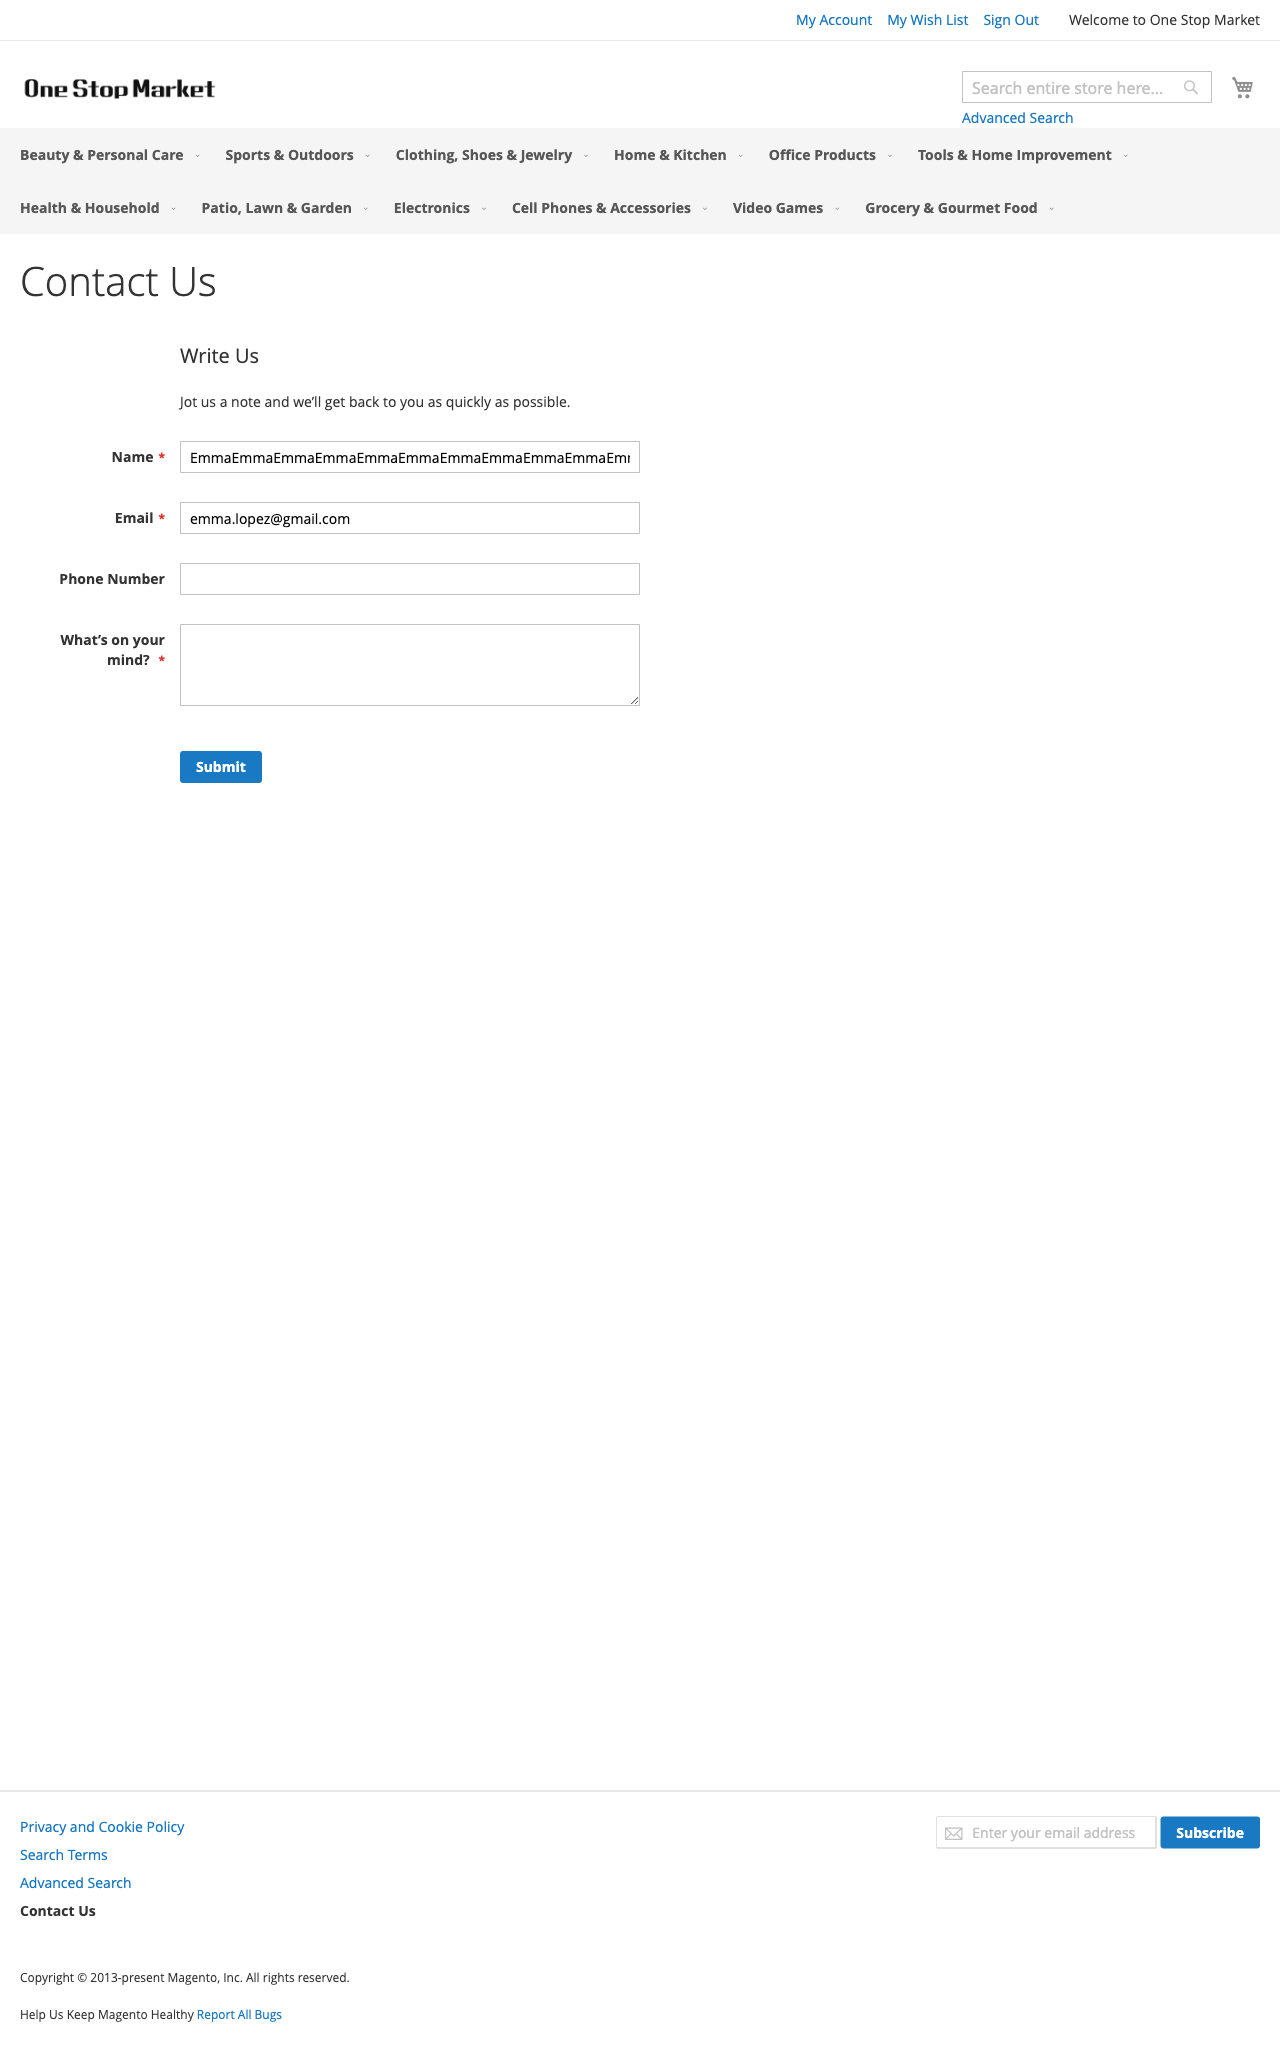 My Account My Wish List Sign Out Welcome to One Stop Market
One Stop Market
Search entire store here...
Advanced Search
Beauty & Personal Care Sports & Outdoors Clothing, Shoes & Jewelry Home & Kitchen Office Products Tools & Home Improvement
Health & Household Patio, Lawn & Garden Electronics Cell Phones & Accessories Video Games Grocery & Gourmet Food
Contact Us
Write Us
Jot us a note and we’ll get back to you as quickly as possible.
Name * EmmaEmmaEmmaEmmaEmmaEmmaEmmaEmmaEmmaEmmaEm
Email * emma.lopez@gmail.com
Phone Number
What’s on your
mind? *
Submit
Privacy and Cookie Policy
Search Terms
Advanced Search
Contact Us
Enter your email address Subscribe
Copyright © 2013-present Magento, Inc. All rights reserved.
Help Us Keep Magento Healthy Report All Bugs